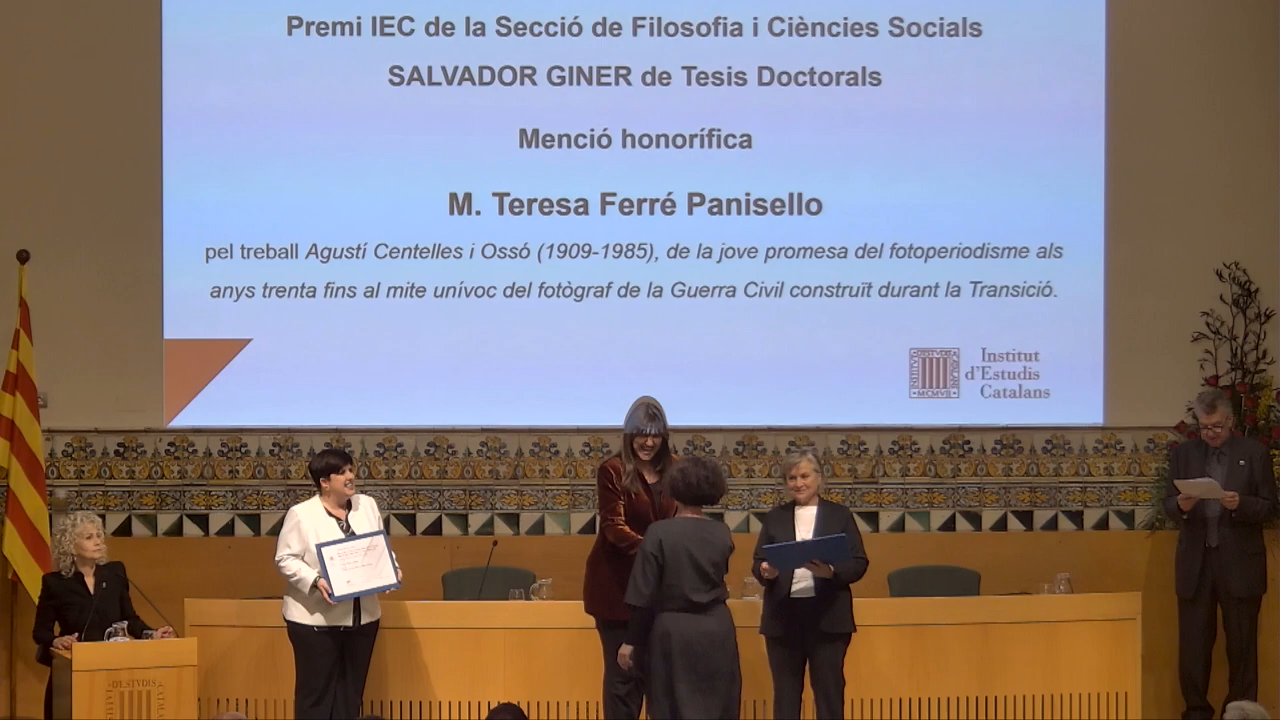 Premi IEC de la Secció de Filosofia i Ciències Socials
SALVADOR GINER de Tesis Doctorals
Menció honorífica
M. Teresa Ferré Panisello
pel treball Agustí Centelles i Ossó (1909-1985), de la jove promesa del fotoperiodisme als
anys trenta fins al mite unívoc del fotògraf de la Guerra Civil construït durant la Transició.
Institut
d'Estudis
Catalans
·MCMVII·
D'ESTVDIS